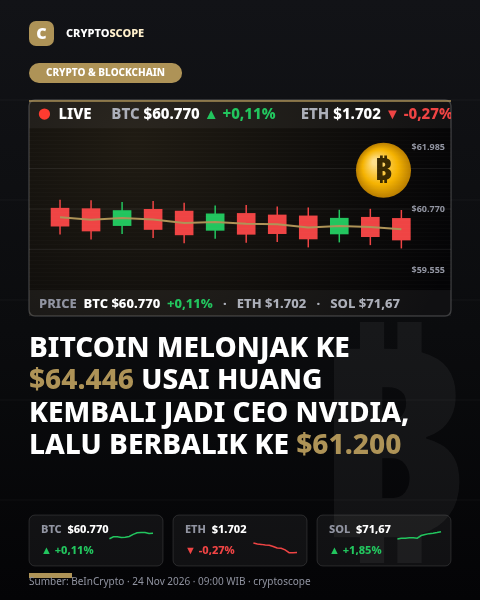 C CRYPTOSCOPE
CRYPTO & BLOCKCHAIN
LIVE BTC $60.770 ▲ +0,11% ETH $1.702 ▼ -0,27%
$61.985
$60.770
$59.555
PRICE BTC $60.770 +0,11% · ETH $1.702 · SOL $71,67
BITCOIN MELONJAK KE
$64.446 USAI HUANG
KEMBALI JADI CEO NVIDIA,
LALU BERBALIK KE $61.200
BTC $60.770
▲ +0,11%
ETH $1.702
▼ -0,27%
SOL $71,67
▲ +1,85%
Sumber: BeInCrypto · 24 Nov 2026 · 09:00 WIB · cryptoscope